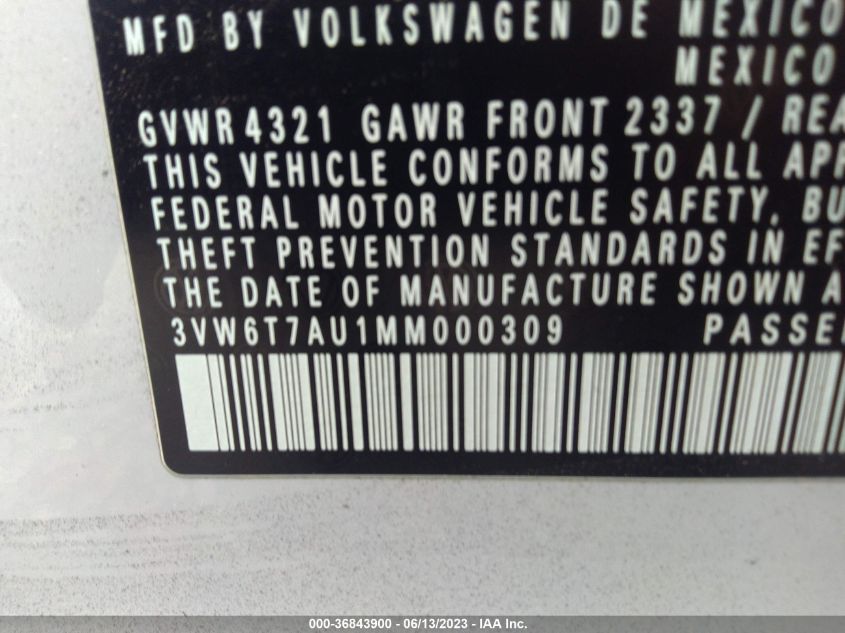 MFD BY VOLKSWAGEN DE MEXICO
MEXICO
GVWR 4321 GAWR FRONT 2337 / REA
THIS VEHICLE CONFORMS TO ALL APP
FEDERAL MOTOR VEHICLE SAFETY, BU
THEFT PREVENTION STANDARDS IN EF
THE DATE OF MANUFACTURE SHOWN A
3VW6T7AU1MM000309 PASSE
000-36843900 - 06/13/2023 - IAA Inc.